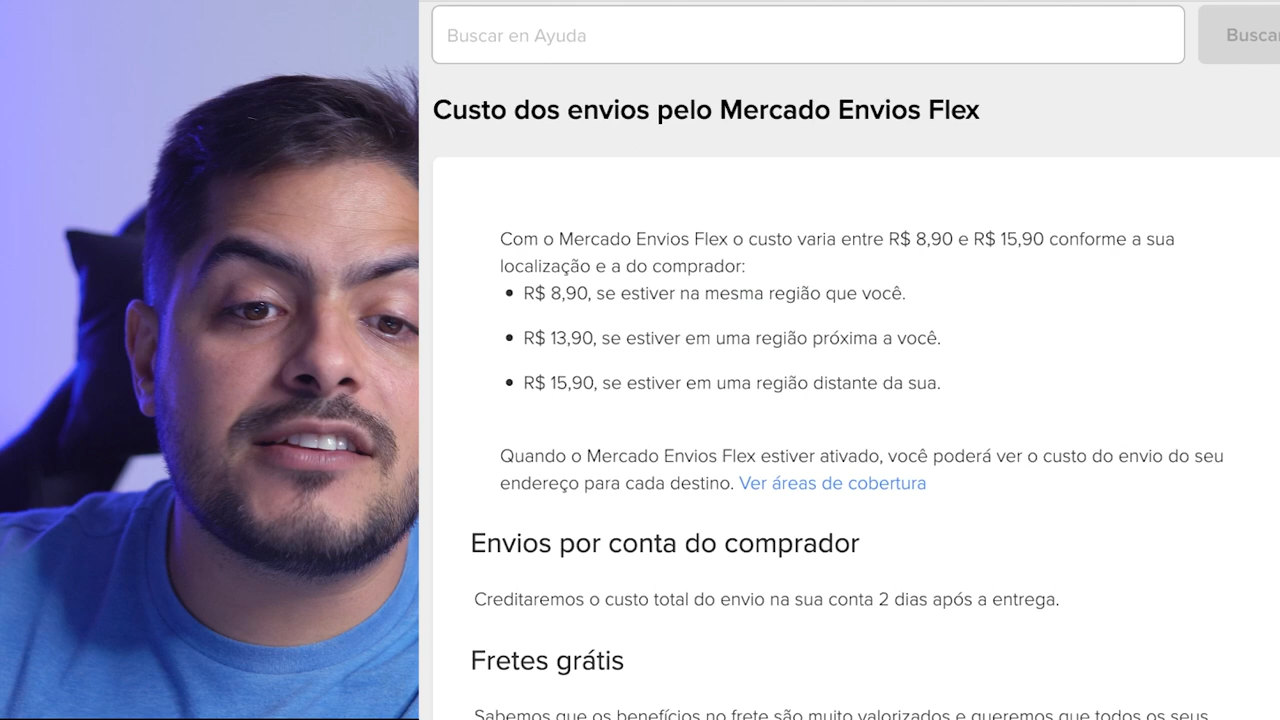 Buscar en Ayuda
Custo dos envios pelo Mercado Envios Flex
Com o Mercado Envios Flex o custo varia entre R$ 8,90 e R$ 15,90 conforme a sua
localização e a do comprador:
• R$ 8,90, se estiver na mesma região que você.
• R$ 13,90, se estiver em uma região próxima a você.
• R$ 15,90, se estiver em uma região distante da sua.
Quando o Mercado Envios Flex estiver ativado, você poderá ver o custo do envio do seu
endereço para cada destino. Ver áreas de cobertura
Envios por conta do comprador
Creditaremos o custo total do envio na sua conta 2 dias após a entrega.
Fretes grátis
Sabemos que os benefícios no frete são muito valorizados e queremos que todos os seus